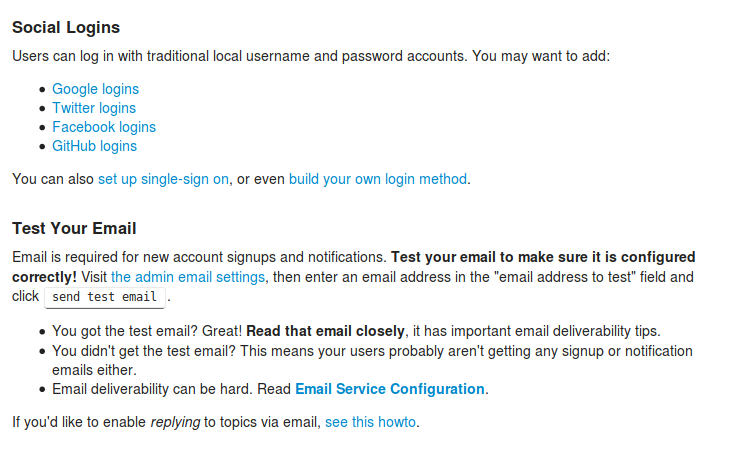 Social Logins
Users can log in with traditional local username and password accounts. You may want to add:
Google logins
Twitter logins
Facebook logins
GitHub logins
You can also set up single-sign on, or even build your own login method.
Test Your Email
Email is required for new account signups and notifications. Test your email to make sure it is configured
correctly! Visit the admin email settings, then enter an email address in the "email address to test" field and
click send test email.
You got the test email? Great! Read that email closely, it has important email deliverability tips.
You didn't get the test email? This means your users probably aren't getting any signup or notification
emails either.
Email deliverability can be hard. Read Email Service Configuration.
If you'd like to enable replying to topics via email, see this howto.